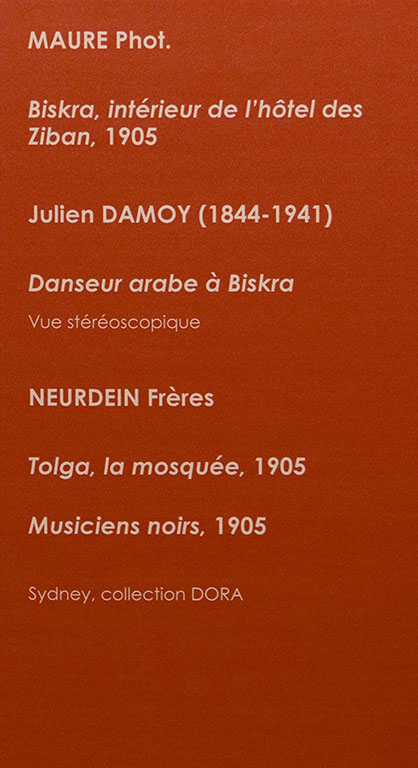 MAURE Phot.
Biskra, intérieur de l'hôtel des
Ziban, 1905
Julien DAMOY (1844-1941)
Danseur arabe à Biskra
Vue stéréoscopique
NEURDEIN Frères
Tolga, la mosquée, 1905
Musiciens noirs, 1905
Sydney, collection DORA